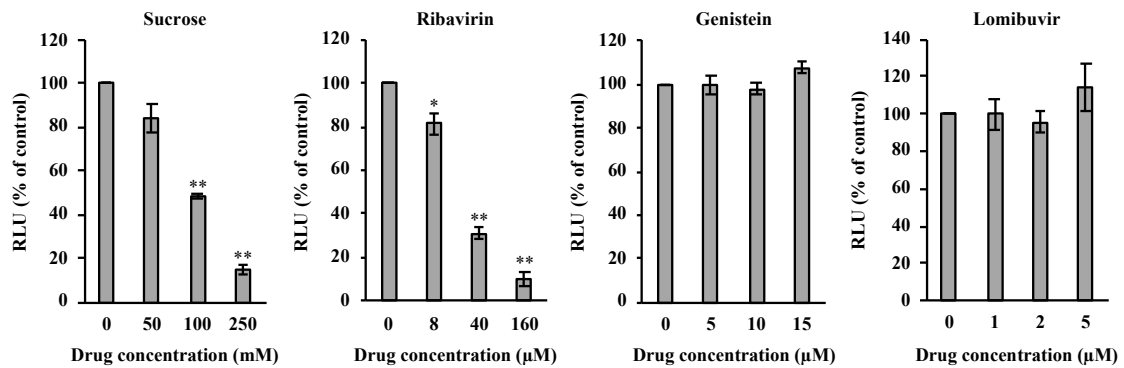 Sucrose
RLU (% of control)
120
100
80
60
40
20
0
**
**
0 50 100 250
Drug concentration (mM)
Ribavirin
RLU (% of control)
120
100
80
60
40
20
0
*
**
**
0 8 40 160
Drug concentration (µM)
Genistein
RLU (% of control)
120
100
80
60
40
20
0
0 5 10 15
Drug concentration (µM)
Lomibuvir
RLU (% of control)
140
120
100
80
60
40
20
0
0 1 2 5
Drug concentration (µM)